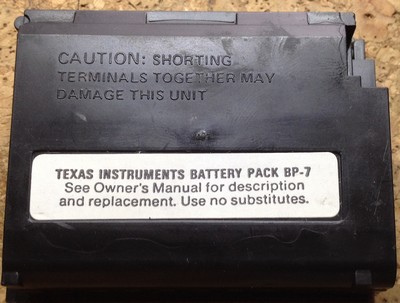 CAUTION: SHORTING
TERMINALS TOGETHER MAY
DAMAGE THIS UNIT
TEXAS INSTRUMENTS BATTERY PACK BP-7
See Owner's Manual for description
and replacement. Use no substitutes.